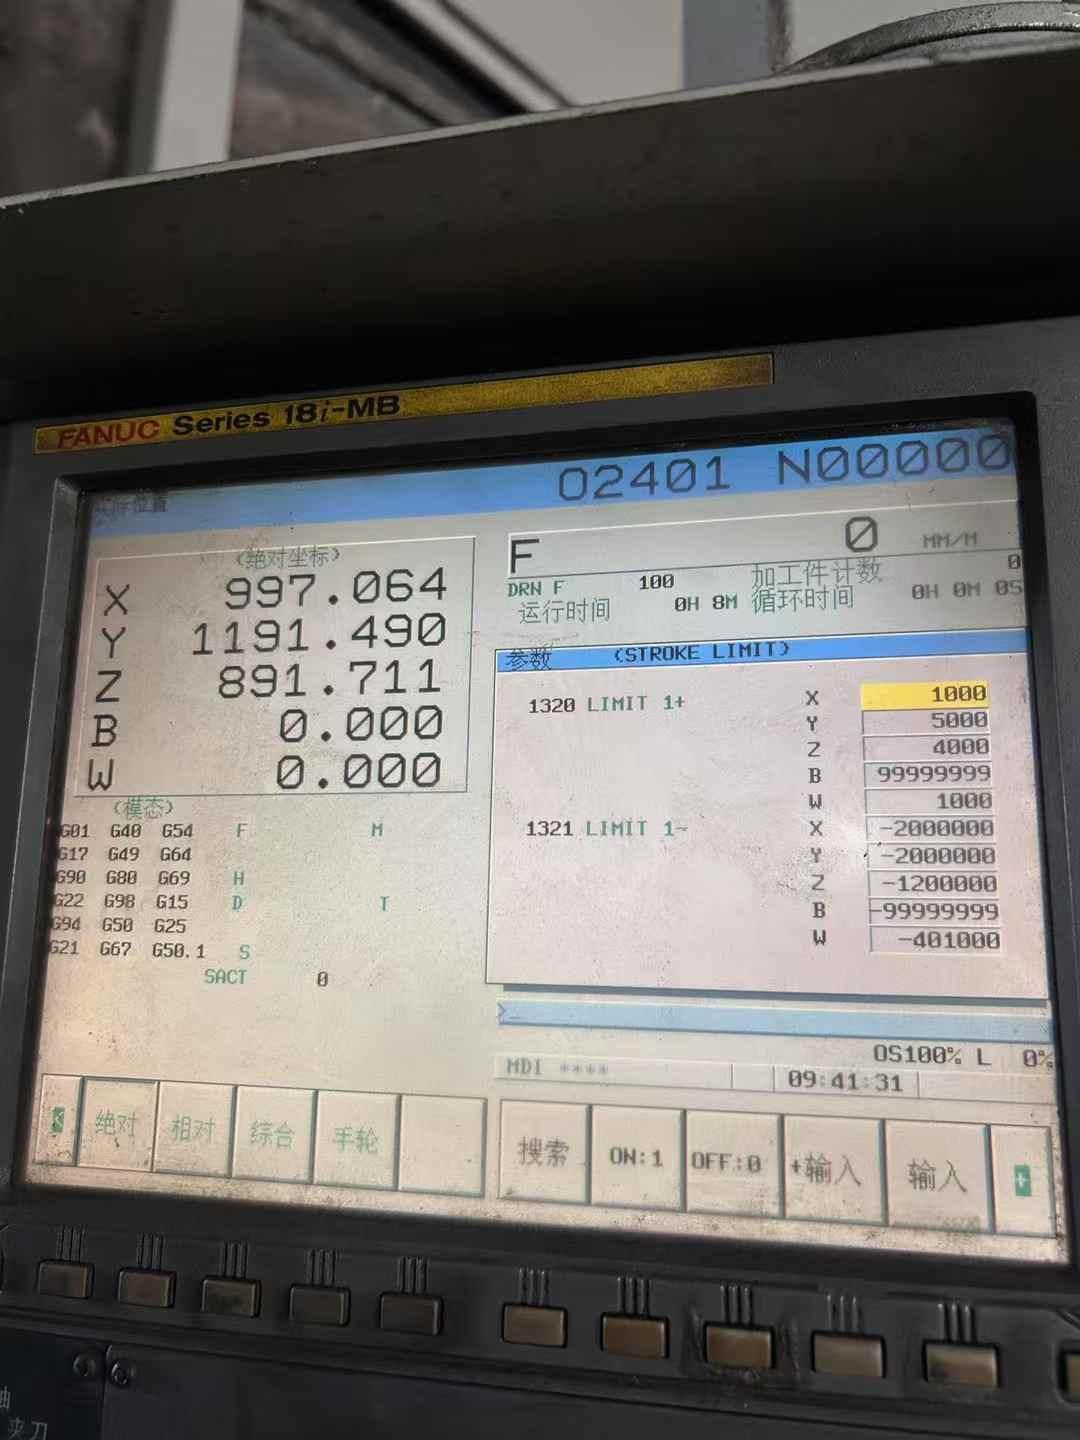 FANUC Series 18i-MB
O2401 N00000
(绝对坐标)
X 997.064
Y 1191.490
Z 891.711
B 0.000
W 0.000
F 0 MM/M
DRN F 100 加工件计数 0
运行时间 0H 8M 循环时间 0H 0M 0S
参数 (STROKE LIMIT)
1320 LIMIT 1+ X 1000
Y 5000
Z 4000
B 99999999
W 1000
1321 LIMIT 1- X -2000000
Y -2000000
Z -1200000
B -99999999
W -401000
(模态)
G01 G40 G54 F M
G17 G49 G64
G90 G80 G69 H
G22 G98 G15 D T
G94 G50 G25
G21 G67 G50.1 S
SACT 0
>_
OS100% L 0%
MDI ****
09:41:31
绝对 相对 综合 手轮
搜索 ON:1 OFF:0 +输入 输入 +
夹刀